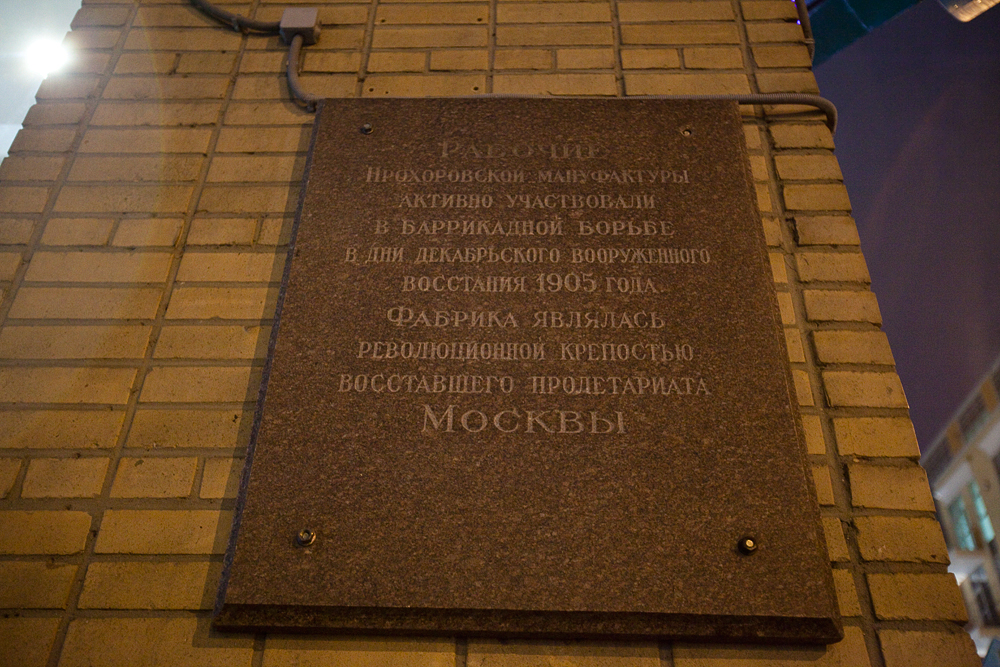 Рабочие
Прохоровской мануфактуры
активно участвовали
в баррикадной борьбе
в дни декабрьского вооруженного
восстания 1905 года.
Фабрика являлась
революционной крепостью
восставшего пролетариата
Москвы